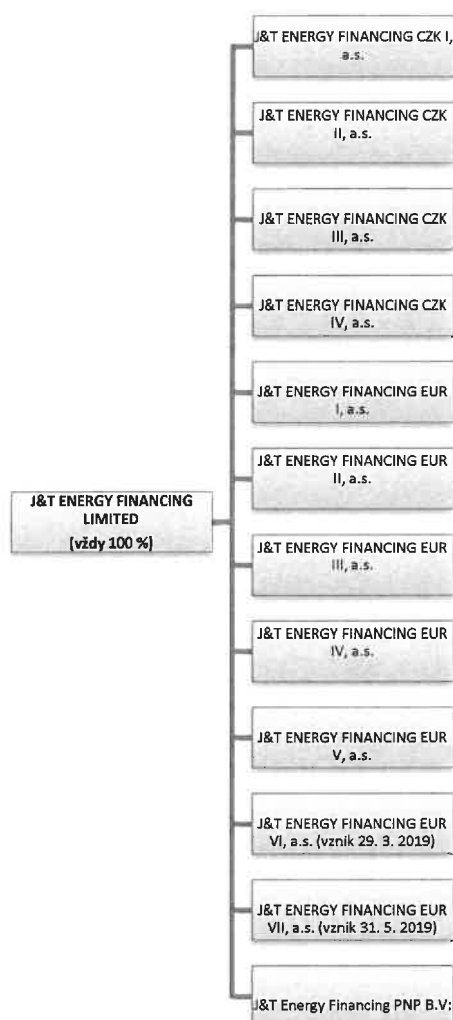 J&T ENERGY FINANCING CZK I,
a.s.
J&T ENERGY FINANCING CZK
II, a.s.
J&T ENERGY FINANCING CZK
III, a.s.
J&T ENERGY FINANCING CZK
IV, a.s.
J&T ENERGY FINANCING EUR
I, a.s.
J&T ENERGY FINANCING EUR
II, a.s.
J&T ENERGY FINANCING
LIMITED
(vždy 100 %)
J&T ENERGY FINANCING EUR
III, a.s.
J&T ENERGY FINANCING EUR
IV, a.s.
J&T ENERGY FINANCING EUR
V, a.s.
J&T ENERGY FINANCING EUR
VI, a.s. (vznik 29. 3. 2019)
J&T ENERGY FINANCING EUR
VII, a.s. (vznik 31. 5. 2019)
J&T Energy Financing PNP B.V.